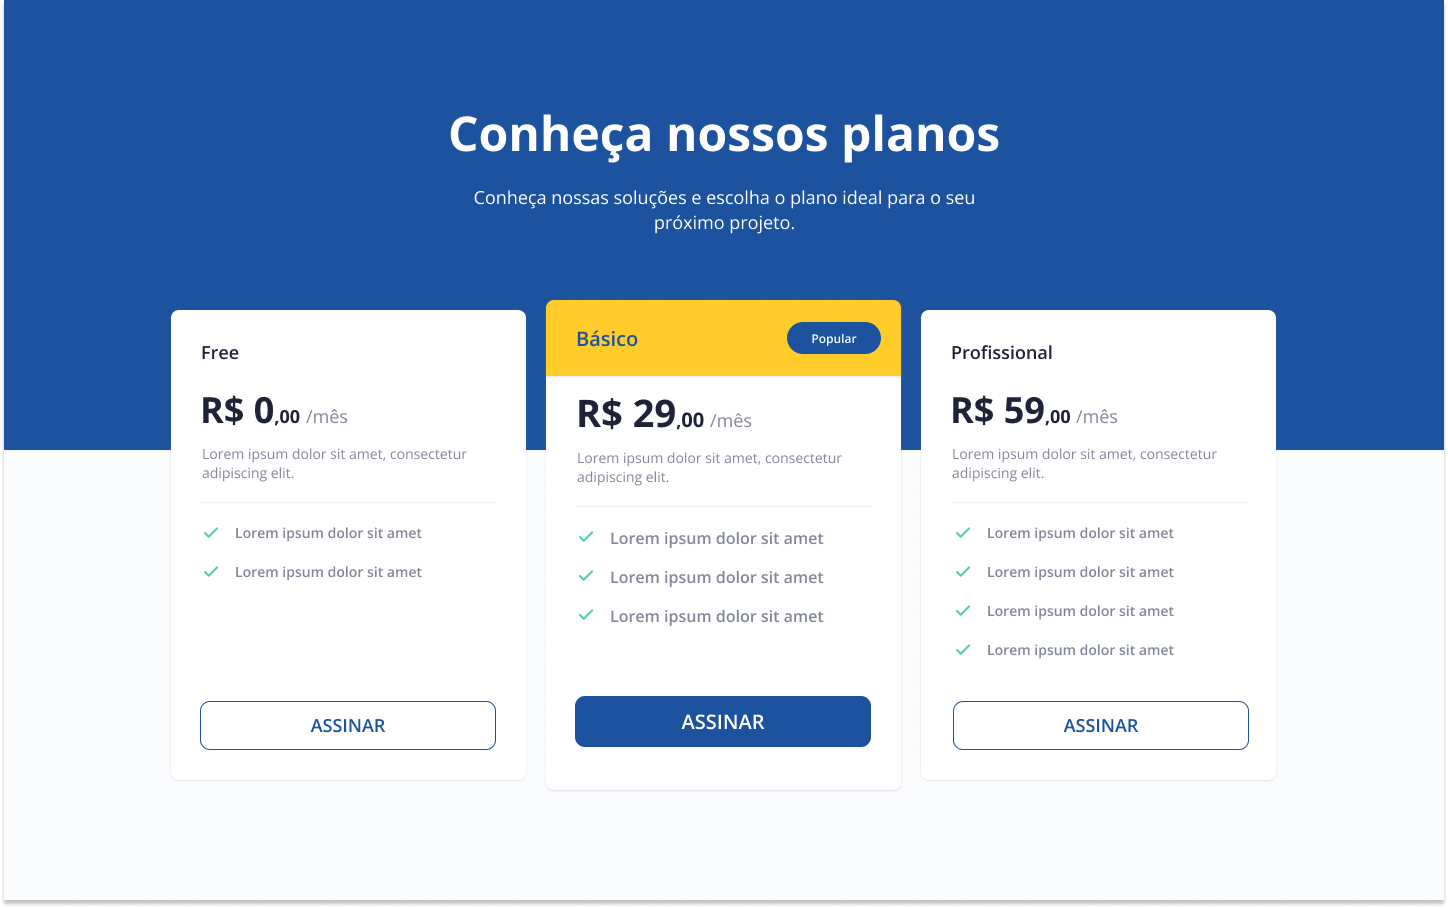 Conheça nossos planos
Conheça nossas soluções e escolha o plano ideal para o seu
próximo projeto.
Free
R$ 0,00 /mês
Lorem ipsum dolor sit amet, consectetur
adipiscing elit.
Lorem ipsum dolor sit amet
Lorem ipsum dolor sit amet
ASSINAR
Básico
Popular
R$ 29,00 /mês
Lorem ipsum dolor sit amet, consectetur
adipiscing elit.
Lorem ipsum dolor sit amet
Lorem ipsum dolor sit amet
Lorem ipsum dolor sit amet
ASSINAR
Profissional
R$ 59,00 /mês
Lorem ipsum dolor sit amet, consectetur
adipiscing elit.
Lorem ipsum dolor sit amet
Lorem ipsum dolor sit amet
Lorem ipsum dolor sit amet
Lorem ipsum dolor sit amet
ASSINAR